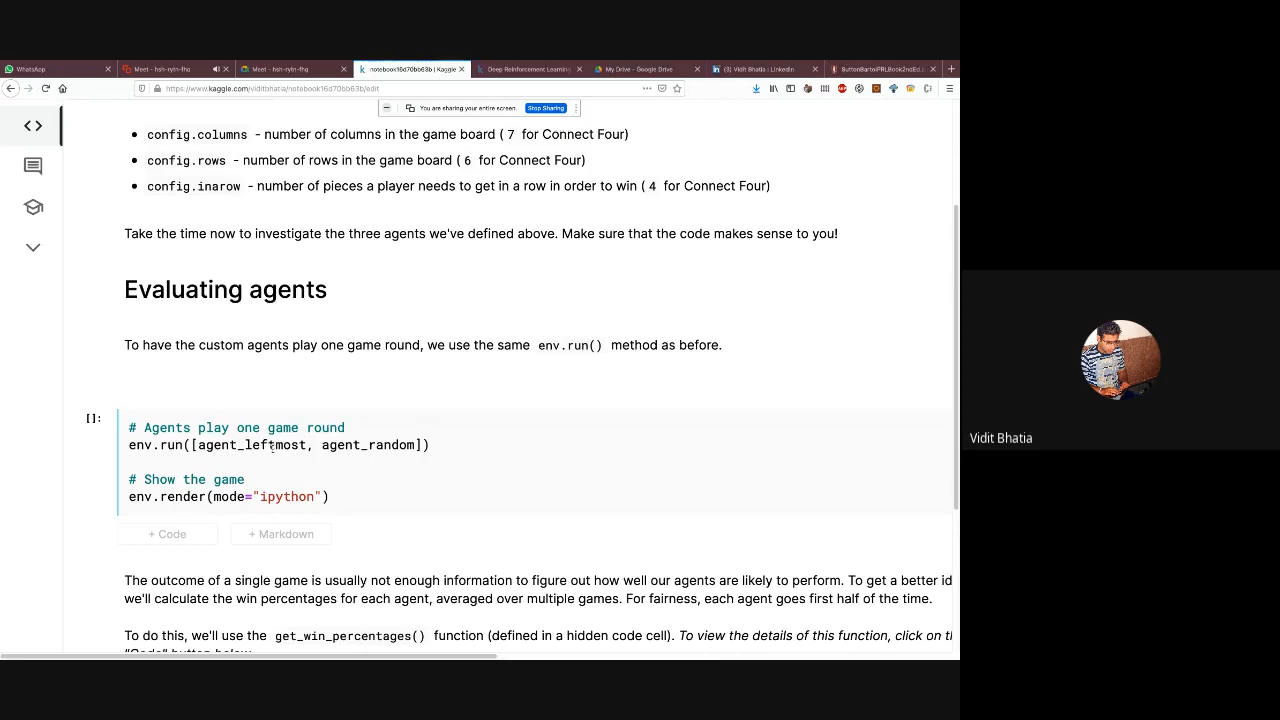 WhatsApp
Meet - hsh-rytn-fhq
Meet - hsh-rytn-fhq
notebook16d70bb63b | Kaggle
Deep Reinforcement Learning
My Drive - Google Drive
(3) Vidit Bhatia | LinkedIn
SuttonBartoIPRLBook2ndEd.
https://www.kaggle.com/viditbhatia/notebook16d70bb63b/edit
You are sharing your entire screen.
Stop Sharing
config.columns - number of columns in the game board ( 7 for Connect Four)
config.rows - number of rows in the game board ( 6 for Connect Four)
config.inarow - number of pieces a player needs to get in a row in order to win ( 4 for Connect Four)
Take the time now to investigate the three agents we've defined above. Make sure that the code makes sense to you!
Evaluating agents
To have the custom agents play one game round, we use the same env.run() method as before.
[]:
# Agents play one game round
env.run([agent_leftmost, agent_random])
# Show the game
env.render(mode="ipython")
+ Code
+ Markdown
The outcome of a single game is usually not enough information to figure out how well our agents are likely to perform. To get a better id
we'll calculate the win percentages for each agent, averaged over multiple games. For fairness, each agent goes first half of the time.
To do this, we'll use the get_win_percentages() function (defined in a hidden code cell). To view the details of this function, click on t
"Code" button below.
Vidit Bhatia